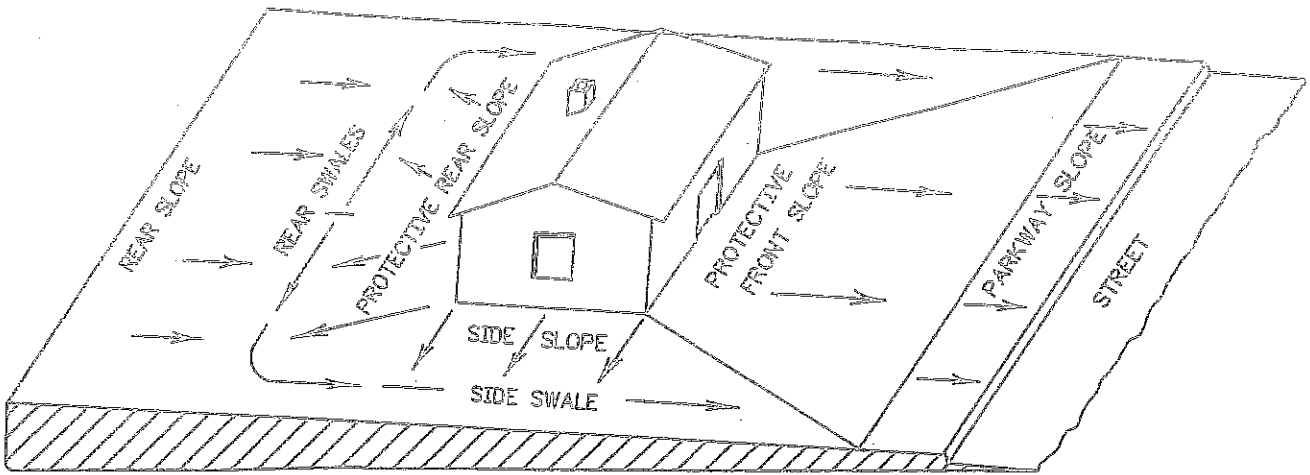 REAR SLOPE
REAR SWALES
PROTECTIVE REAR SLOPE
SIDE SLOPE
SIDE SWALE
PROTECTIVE
FRONT SLOPE
PARKWAY SLOPE
STREET